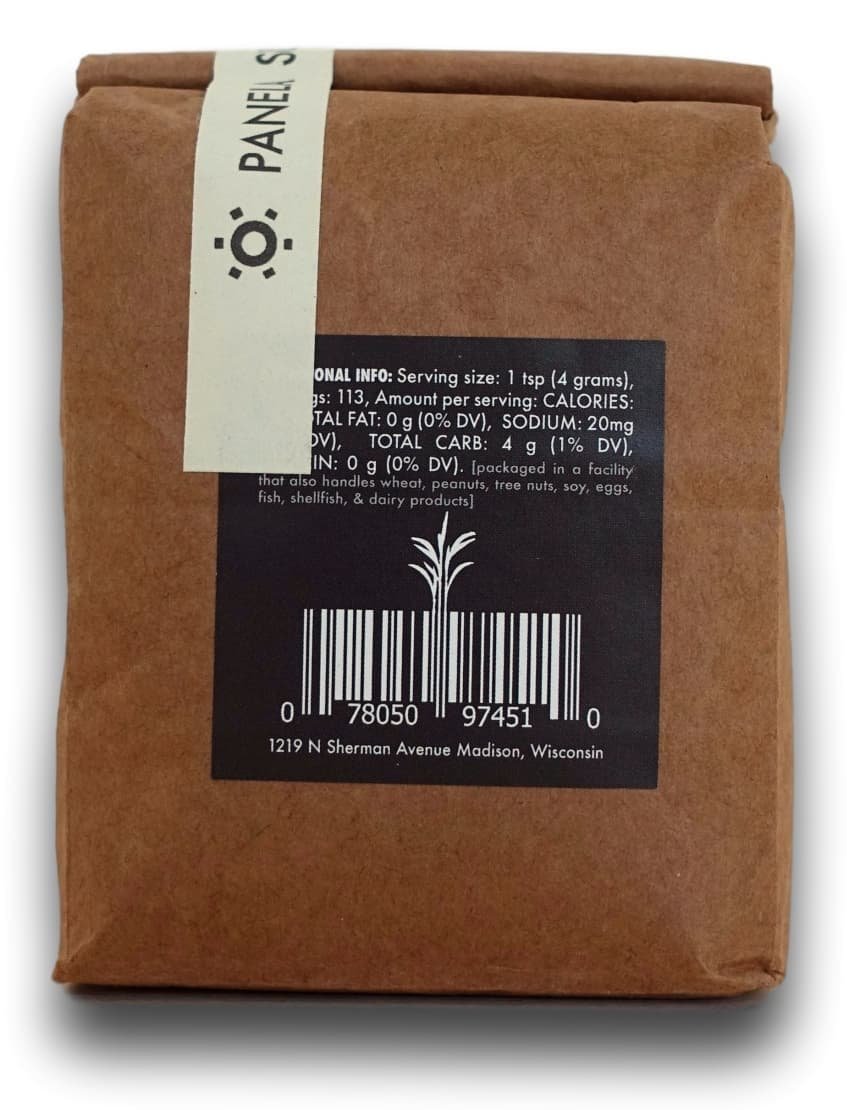 PANELA
ONAL INFO: Serving size: 1 tsp (4 grams),
gs: 113, Amount per serving: CALORIES:
TAL FAT: 0 g (0% DV), SODIUM: 20mg
DV), TOTAL CARB: 4 g (1% DV),
IN: 0 g (0% DV). [packaged in a facility
that also handles wheat, peanuts, tree nuts, soy, eggs,
fish, shellfish, & dairy products]
0 78050 97451 0
1219 N Sherman Avenue Madison, Wisconsin